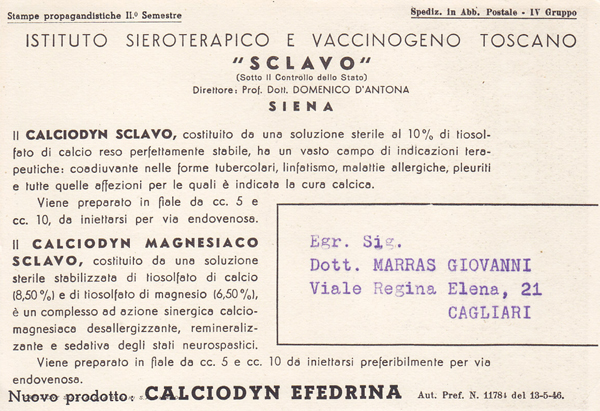 Stampe propagandistiche II.º Semestre
Spediz. in Abb. Postale - IV Gruppo
ISTITUTO SIEROTERAPICO E VACCINOGENO TOSCANO
"SCLAVO"
(Sotto il Controllo dello Stato)
Direttore: Prof. Dott. DOMENICO D'ANTONA
SIENA
Il CALCIODYN SCLAVO, costituito da una soluzione sterile al 10% di tiosol-
fato di calcio reso perfettamente stabile, ha un vasto campo di indicazioni tera-
peutiche: coadiuvante nelle forme tubercolari, linfatismo, malattie allergiche, pleuriti
e tutte quelle affezioni per le quali è indicata la cura calcica.
Viene preparato in fiale da cc. 5 e
cc. 10, da iniettarsi per via endovenosa.
Il CALCIODYN MAGNESIACO
SCLAVO, costituito da una soluzione
sterile stabilizzata di tiosolfato di calcio
(8,50%) e di tiosolfato di magnesio (6,50%),
è un complesso ad azione sinergica calcio-
magnesiaca desallergizzante, remineraliz-
zante e sedativa degli stati neurospastici.
Viene preparato in fiale da cc. 5 e cc. 10 da iniettarsi preferibilmente per via
endovenosa.
Egr. Sig.
Dott. MARRAS GIOVANNI
Viale Regina Elena, 21
CAGLIARI
Nuovo prodotto: CALCIODYN EFEDRINA
Aut. Pref. N. 11784 del 13-5-46.